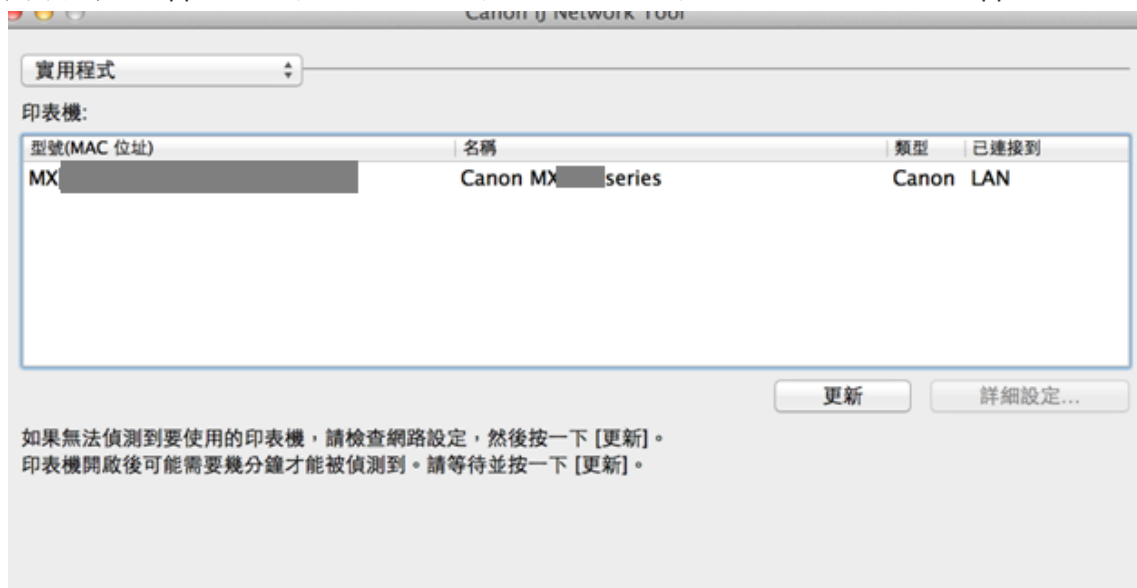 Canon IJ Network Tool
實用程式
印表機:
型號(MAC 位址) 名稱 類型 已連接到
MX Canon MX series Canon LAN
更新 詳細設定...
如果無法偵測到要使用的印表機，請檢查網路設定，然後按一下 [更新]。
印表機開啟後可能需要幾分鐘才能被偵測到。請等待並按一下 [更新]。